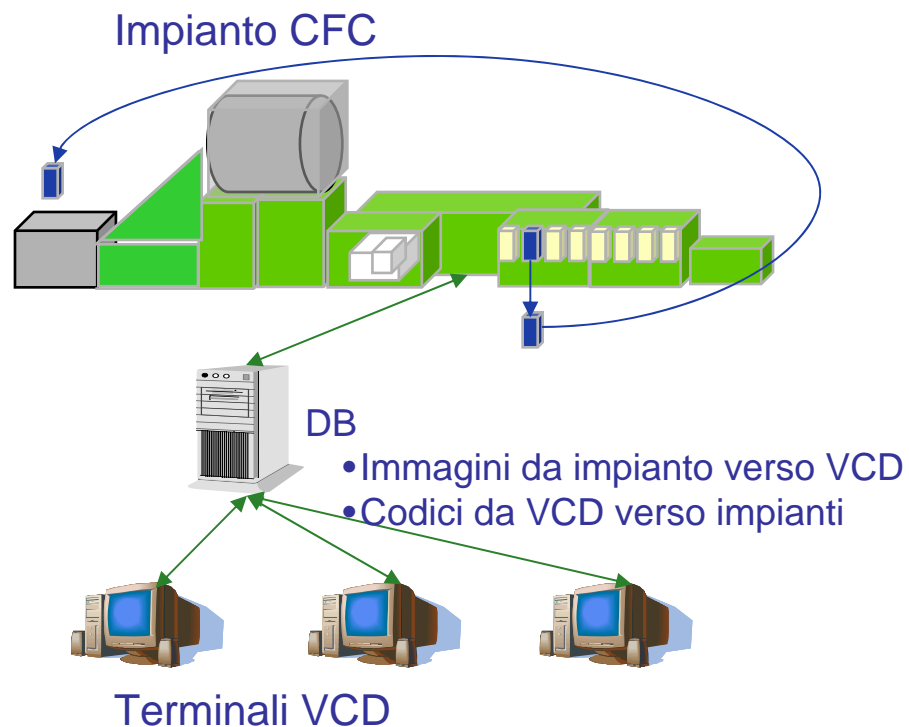 Impianto CFC
DB
•Immagini da impianto verso VCD
•Codici da VCD verso impianti
Terminali VCD